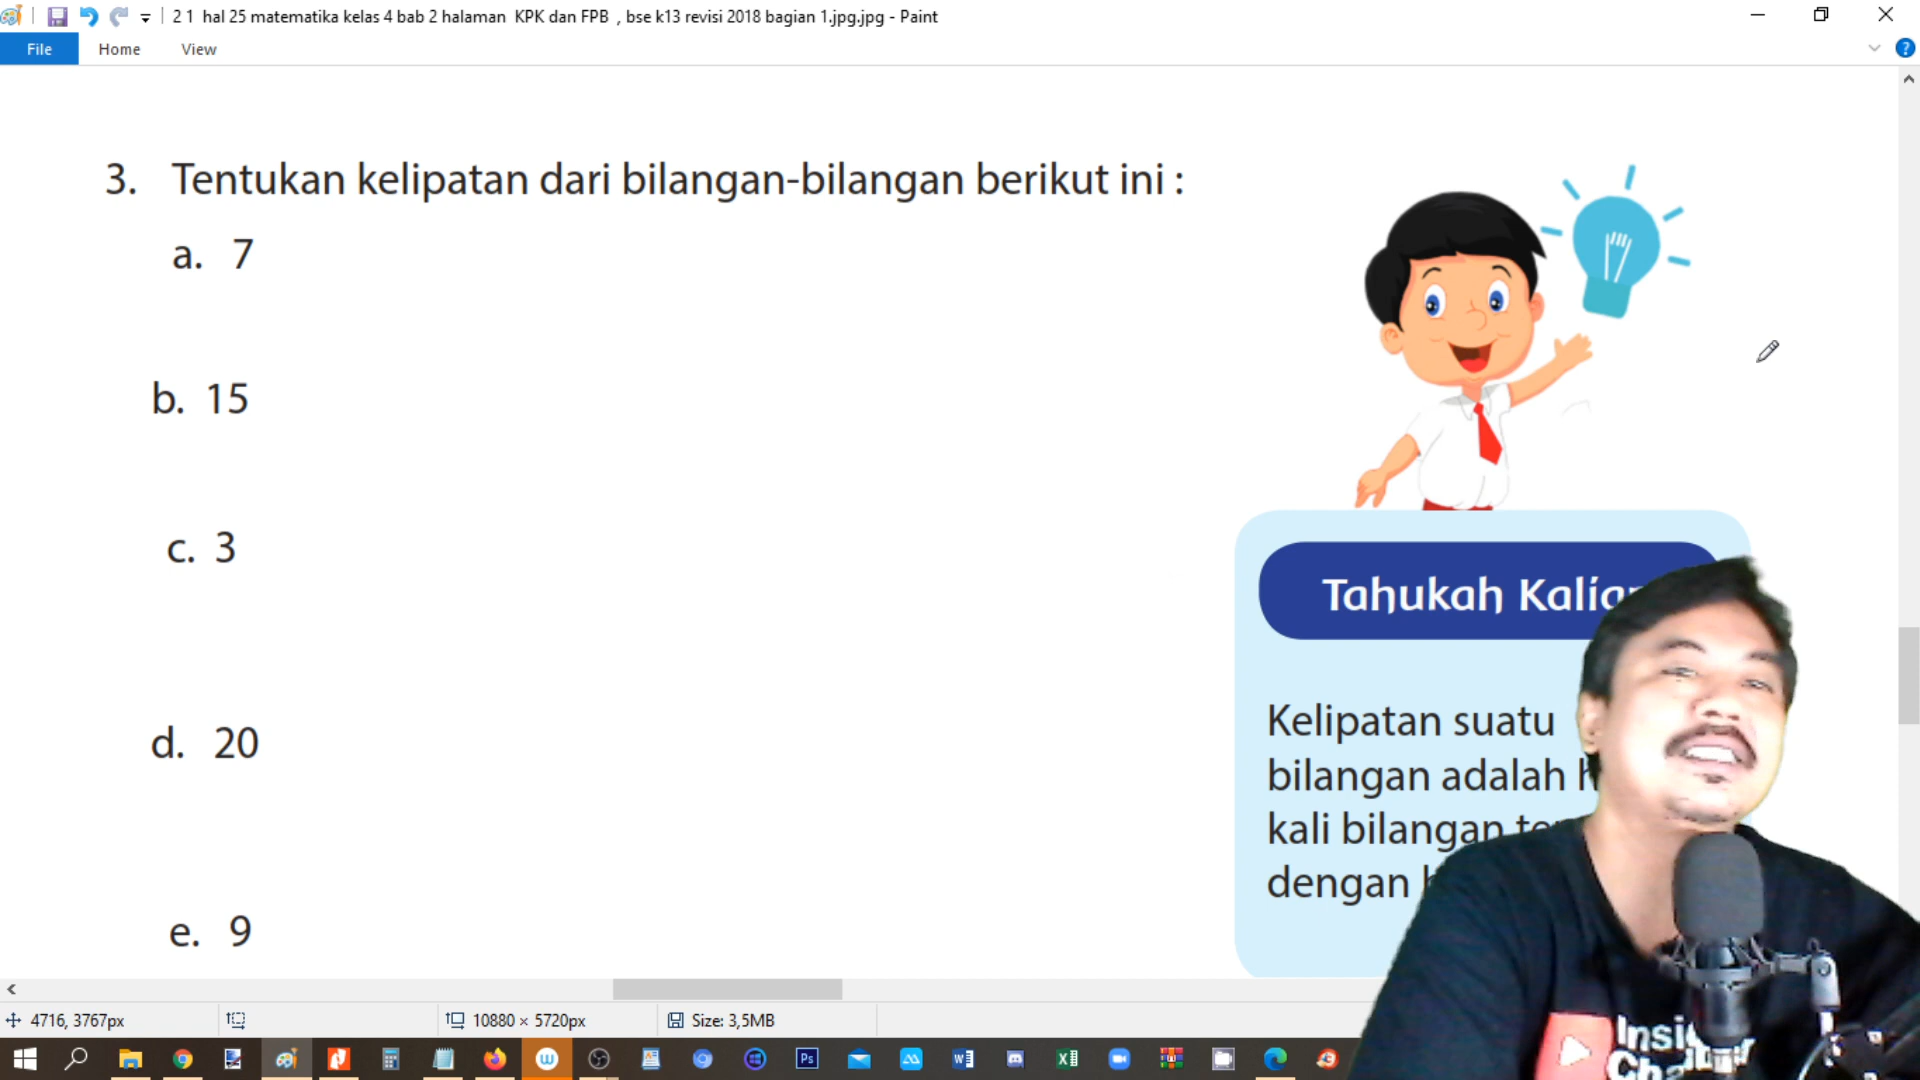 2 1 hal 25 matematika kelas 4 bab 2 halaman KPK dan FPB , bse k13 revisi 2018 bagian 1.jpg.jpg - Paint
File Home View
3. Tentukan kelipatan dari bilangan-bilangan berikut ini :
a. 7
b. 15
c. 3
d. 20
e. 9
Tahukah
Kelipatan suatu
bilangan adalah
kali bilangan
dengan
4716, 3767px
10880 × 5720px
Size: 3,5MB